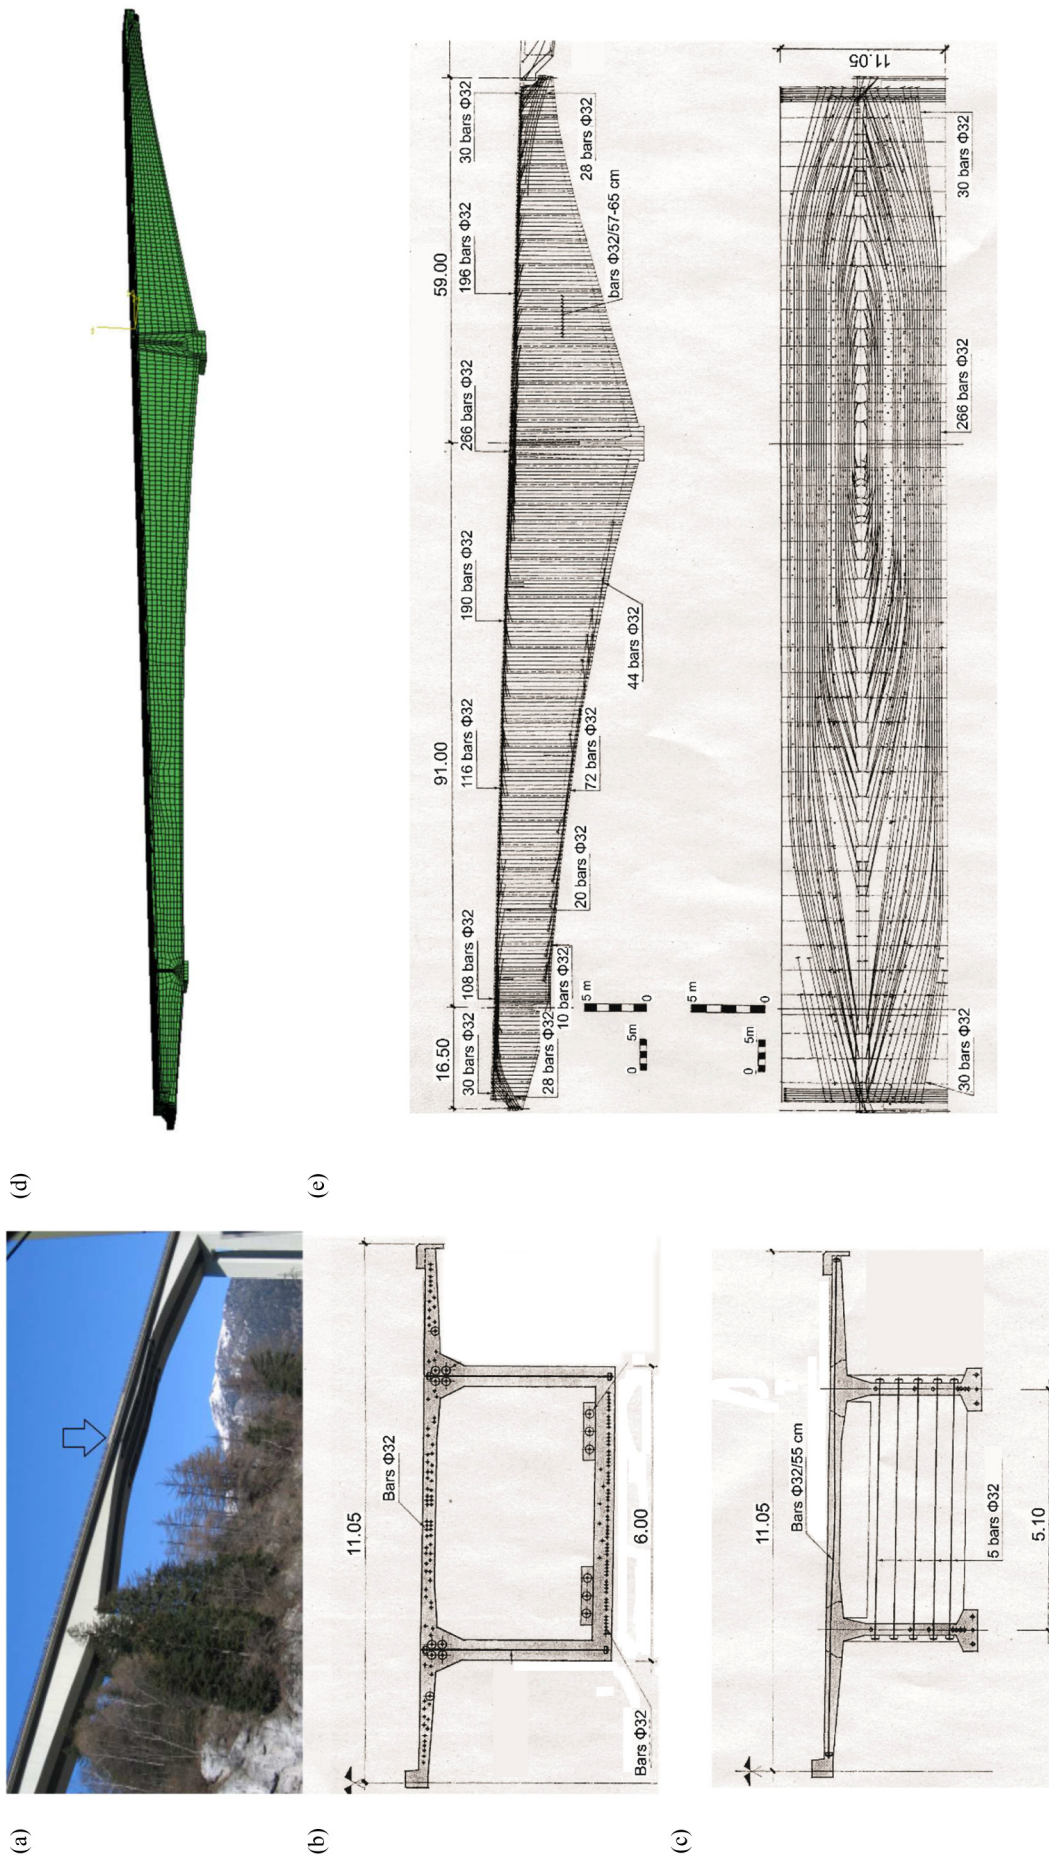 (a)
(b)
11.05
Bars Φ32
6.00
Bars Φ32
(c)
11.05
Bars Φ32/55 cm
5 bars Φ32
5.10
(d)
(e)
16.50
91.00
59.00
30 bars Φ32
108 bars Φ32
116 bars Φ32
190 bars Φ32
266 bars Φ32
196 bars Φ32
30 bars Φ32
28 bars Φ32
10 bars Φ32
20 bars Φ32
72 bars Φ32
44 bars Φ32
bars Φ32/57-65 cm
28 bars Φ32
0 5m
5 m
0
0 5m
5 m
0
11.05
30 bars Φ32
266 bars Φ32
30 bars Φ32